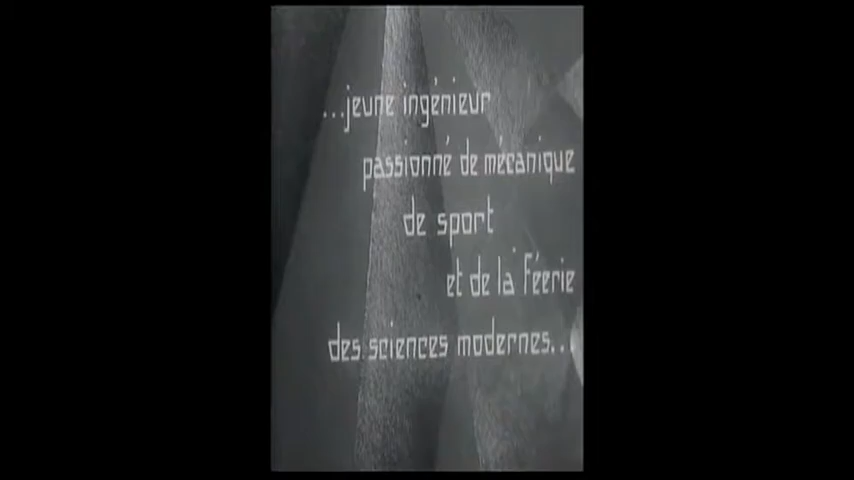 ...jeune ingénieur
passionné de mécanique
de sport
et de la Féerie
des sciences modernes...